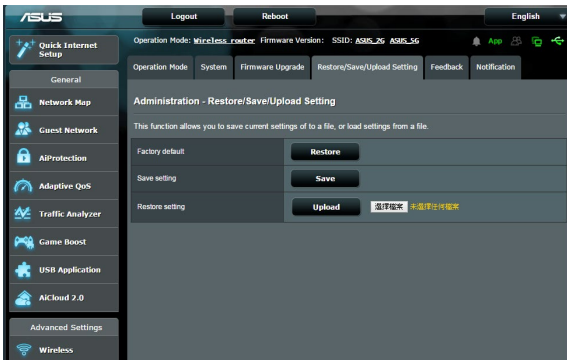 ASUS
Logout
Reboot
English
Quick Internet Setup
Operation Mode: Wireless router Firmware Version: SSID: ASUS_2G ASUS_5G
App
Operation Mode
System
Firmware Upgrade
Restore/Save/Upload Setting
Feedback
Notification
General
Network Map
Guest Network
AiProtection
Adaptive QoS
Traffic Analyzer
Game Boost
USB Application
AiCloud 2.0
Advanced Settings
Wireless
Administration - Restore/Save/Upload Setting
This function allows you to save current settings of to a file, or load settings from a file.
Factory default
Restore
Save setting
Save
Restore setting
Upload
選擇檔案 未選擇任何檔案